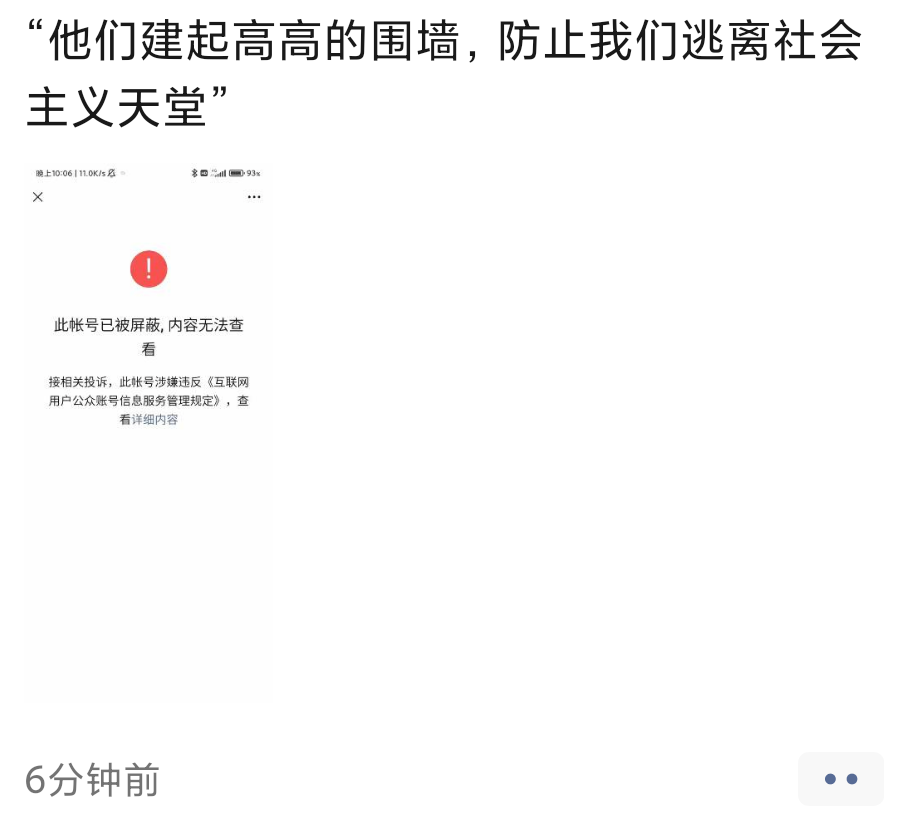 “他们建起高高的围墙, 防止我们逃离社会
主义天堂”
晚上10:06 | 11.0K/s
93%
此帐号已被屏蔽, 内容无法查
看
接相关投诉，此帐号涉嫌违反《互联网
用户公众账号信息服务管理规定》，查
看详细内容
6分钟前